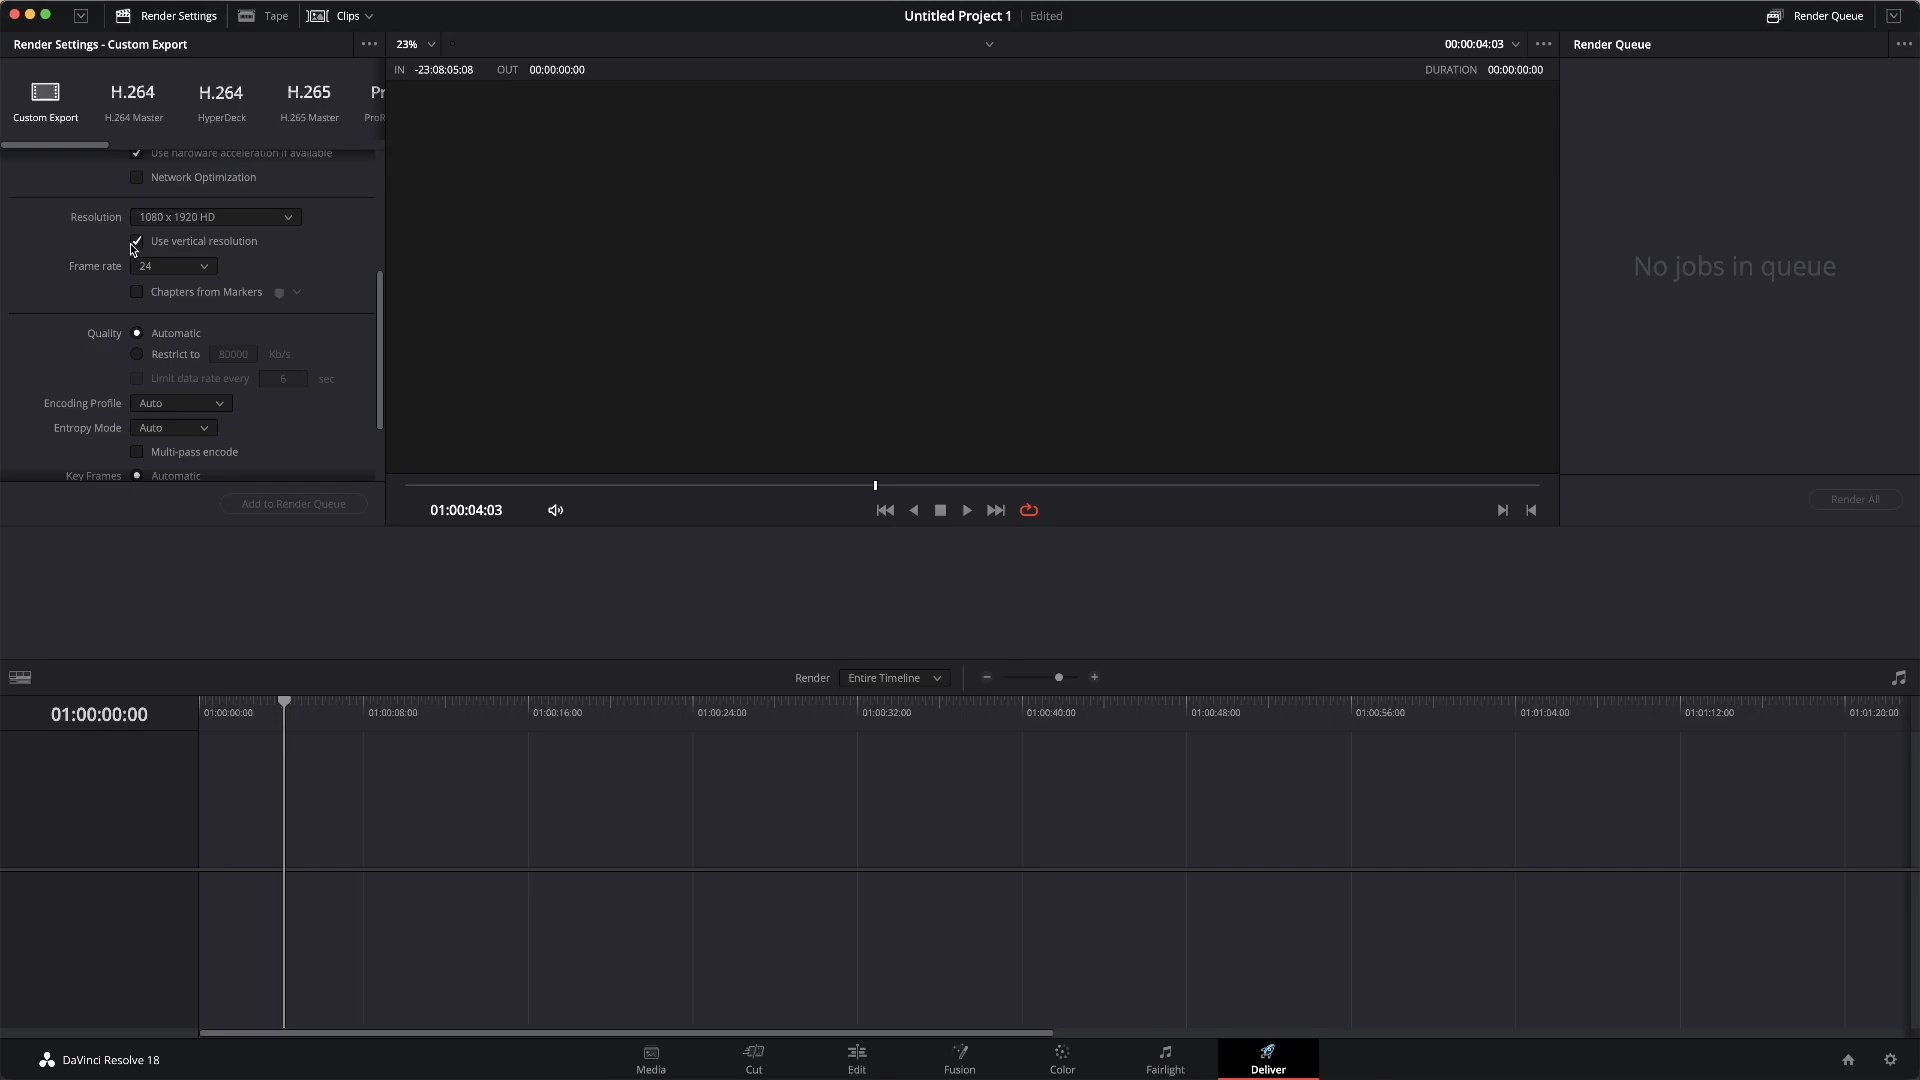 Render Settings Tape Clips Untitled Project 1 Edited Render Queue
Render Settings - Custom Export 23% 00:00:04:03 Render Queue
IN -23:08:05:08 OUT 00:00:00:00 DURATION 00:00:00:00
H.264 H.264 H.265 Pr
Custom Export H.264 Master HyperDeck H.265 Master ProR
Use hardware acceleration if available
Network Optimization
Resolution 1080 x 1920 HD
Use vertical resolution
Frame rate 24
No jobs in queue
Chapters from Markers
Quality Automatic
Restrict to 80000 Kb/s
Limit data rate every 6 sec
Encoding Profile Auto
Entropy Mode Auto
Multi-pass encode
Key Frames Automatic
Add to Render Queue 01:00:04:03 Render All
Render Entire Timeline
01:00:00:00 01:00:00:00 01:00:08:00 01:00:16:00 01:00:24:00 01:00:32:00 01:00:40:00 01:00:48:00 01:00:56:00 01:01:04:00 01:01:12:00 01:01:20:00
DaVinci Resolve 18 Media Cut Edit Fusion Color Fairlight Deliver